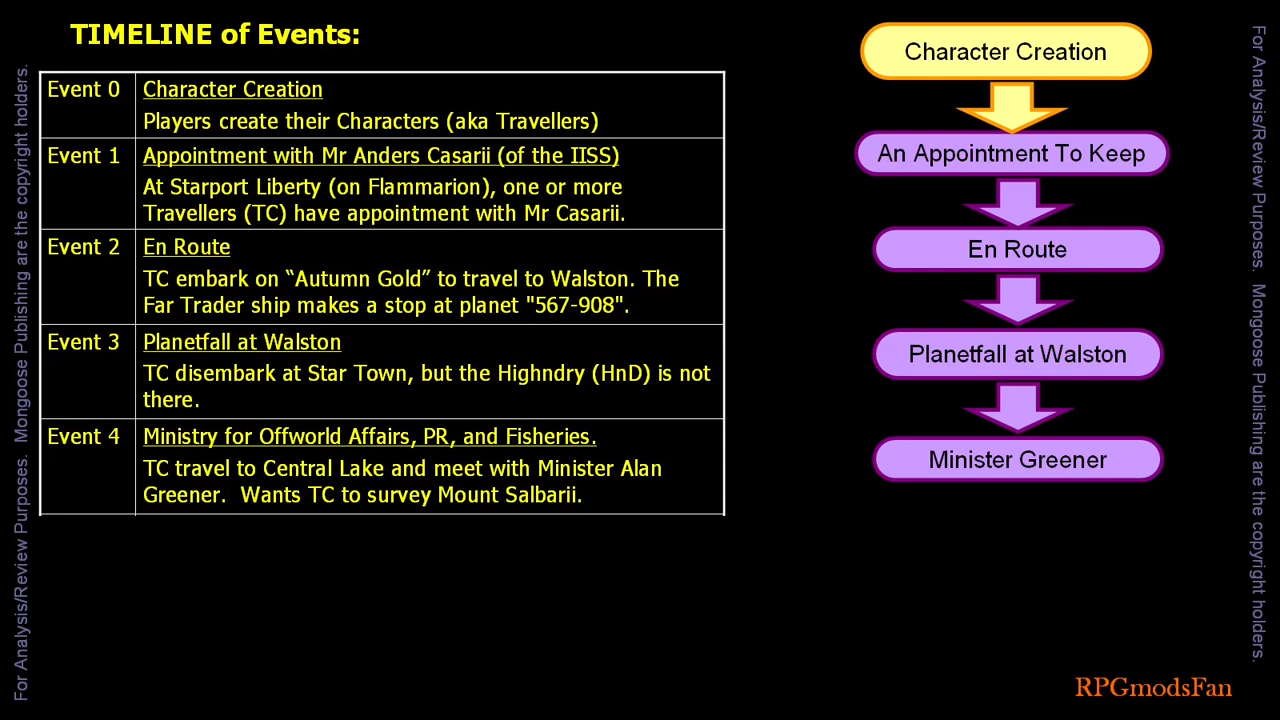 TIMELINE of Events:
Event 0
Character Creation
Players create their Characters (aka Travellers)
Event 1
Appointment with Mr Anders Casarii (of the IISS)
At Starport Liberty (on Flammarion), one or more
Travellers (TC) have appointment with Mr Casarii.
Event 2
En Route
TC embark on “Autumn Gold” to travel to Walston. The
Far Trader ship makes a stop at planet "567-908".
Event 3
Planetfall at Walston
TC disembark at Star Town, but the Highndry (HnD) is not
there.
Event 4
Ministry for Offworld Affairs, PR, and Fisheries.
TC travel to Central Lake and meet with Minister Alan
Greener.  Wants TC to survey Mount Salbarii.
Character Creation
An Appointment To Keep
En Route
Planetfall at Walston
Minister Greener
For Analysis/Review Purposes.  Mongoose Publishing are the copyright holders.
For Analysis/Review Purposes.  Mongoose Publishing are the copyright holders.
RPGmodsFan